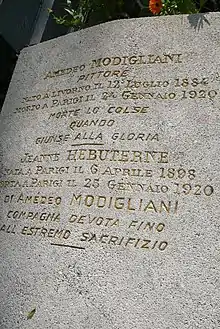 AMEDEO MODIGLIANI
PITTORE
NATO A LIVORNO IL 12 LUGLIO 1884
MORTO A PARIGI IL 24 GENNAIO 1920
MORTE LO COLSE
QUANDO
GIUNSE ALLA GLORIA
JEANNE HEBUTERNE
NATA A PARIGI IL 6 APRILE 1898
MORTA A PARIGI IL 25 GENNAIO 1920
DI AMEDEO MODIGLIANI
COMPAGNA DEVOTA FINO
ALL ESTREMO SACRIFIZIO